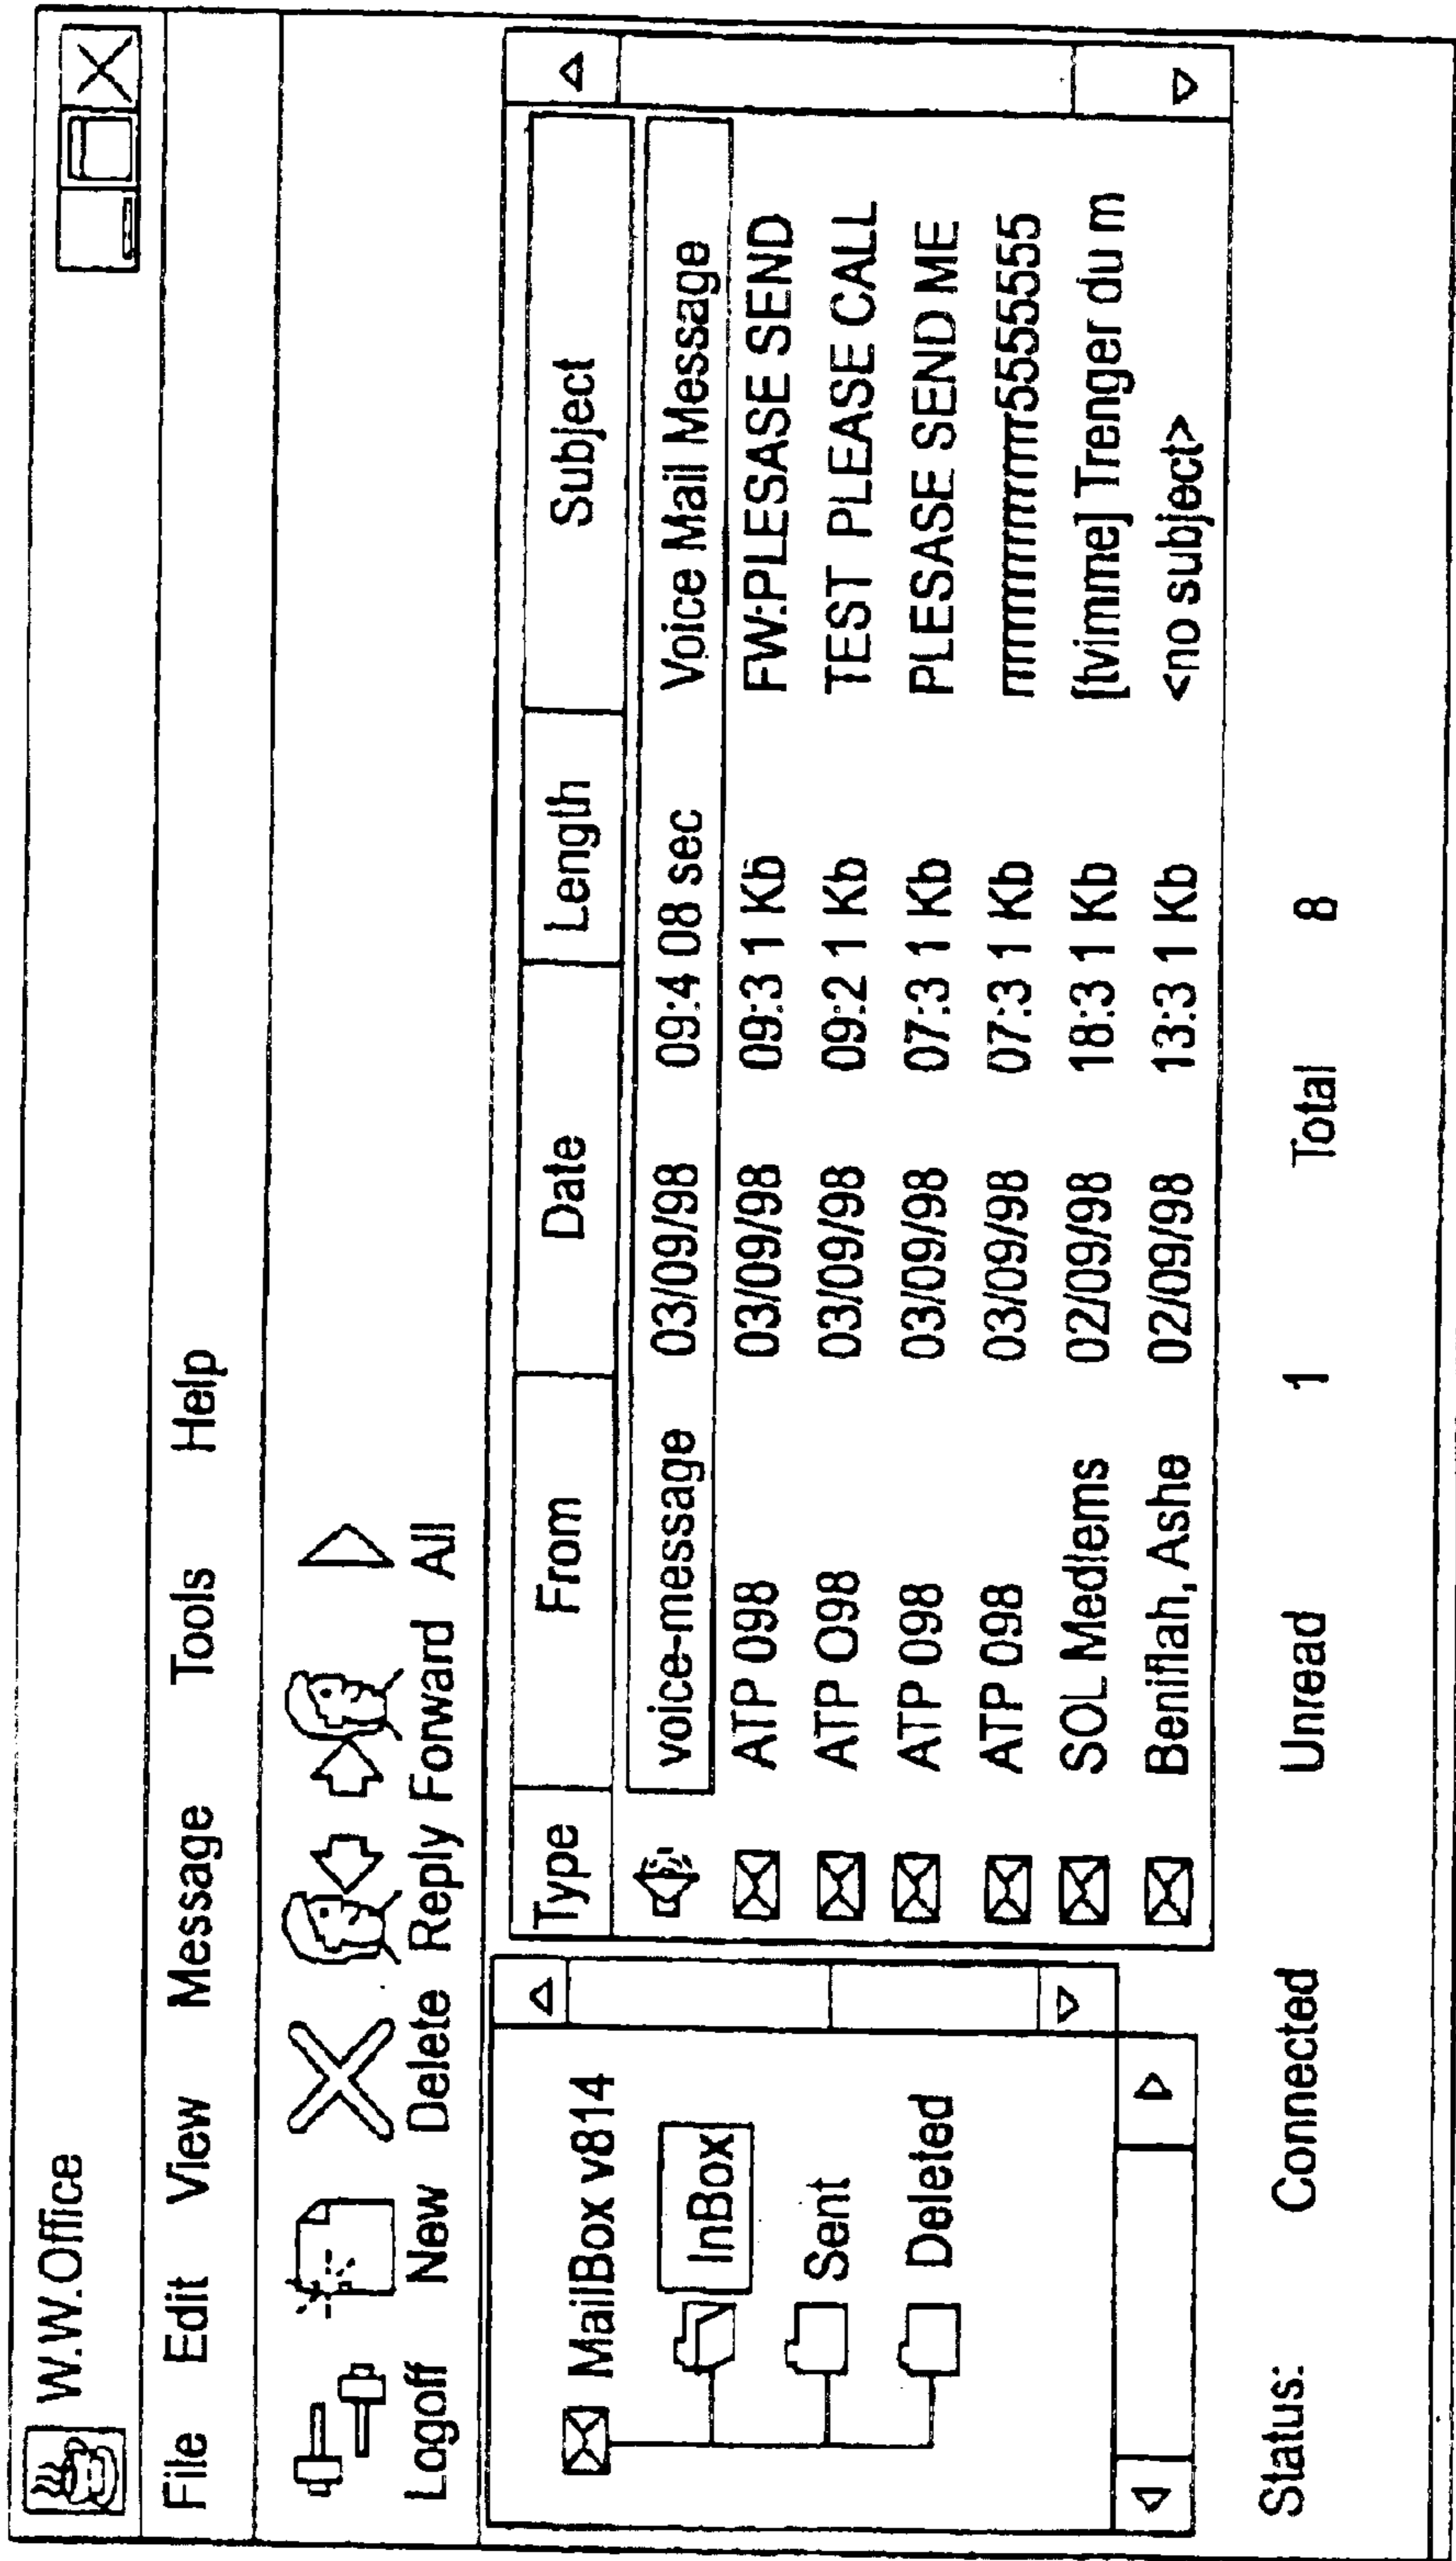 W.W.Office
File Edit View Message Tools Help
Logoff New Delete Reply Forward All
MailBox v814
InBox
Sent
Deleted
Type From Date Length Subject
voice-message 03/09/98 09:4 08 sec Voice Mail Message
ATP 098 03/09/98 09:3 1 Kb FW:PLESASE SEND
ATP O98 03/09/98 09:2 1 Kb TEST PLEASE CALL
ATP 098 03/09/98 07:3 1 Kb PLESASE SEND ME
ATP 098 03/09/98 07:3 1 Kb
SOL Medlems 02/09/98 18:3 1 Kb [tvimme] Trenger du m
Beniflah, Ashe 02/09/98 13:3 1 Kb <no subject>
Status: Connected Unread 1 Total 8